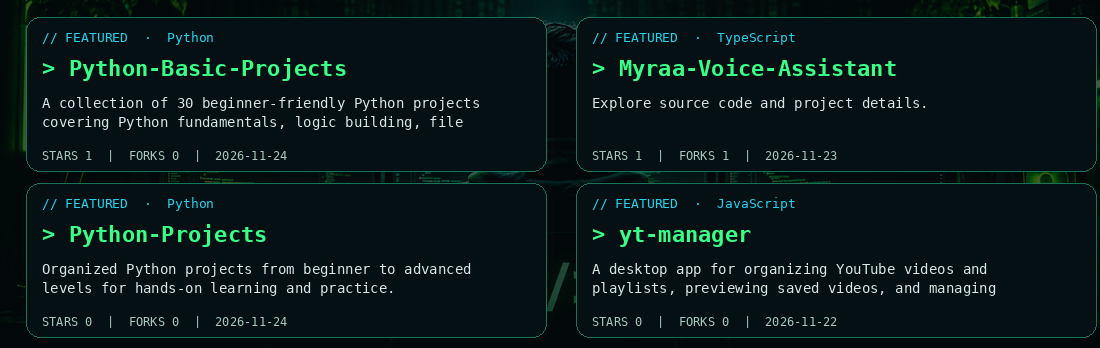 // FEATURED · Python
> Python-Basic-Projects
A collection of 30 beginner-friendly Python projects
covering Python fundamentals, logic building, file
STARS 1 | FORKS 0 | 2026-11-24
// FEATURED · TypeScript
> Myraa-Voice-Assistant
Explore source code and project details.
STARS 1 | FORKS 1 | 2026-11-23
// FEATURED · Python
> Python-Projects
Organized Python projects from beginner to advanced
levels for hands-on learning and practice.
STARS 0 | FORKS 0 | 2026-11-24
// FEATURED · JavaScript
> yt-manager
A desktop app for organizing YouTube videos and
playlists, previewing saved videos, and managing
STARS 0 | FORKS 0 | 2026-11-22